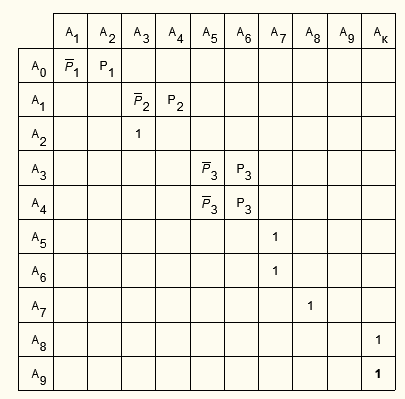 A1 A2 A3 A4 A5 A6 A7 A8 A9 Aк
A0 P̅1 P1
A1 P̅2 P2
A2 1
A3 P̅3 P3
A4 P̅3 P3
A5 1
A6 1
A7 1
A8 1
A9 1